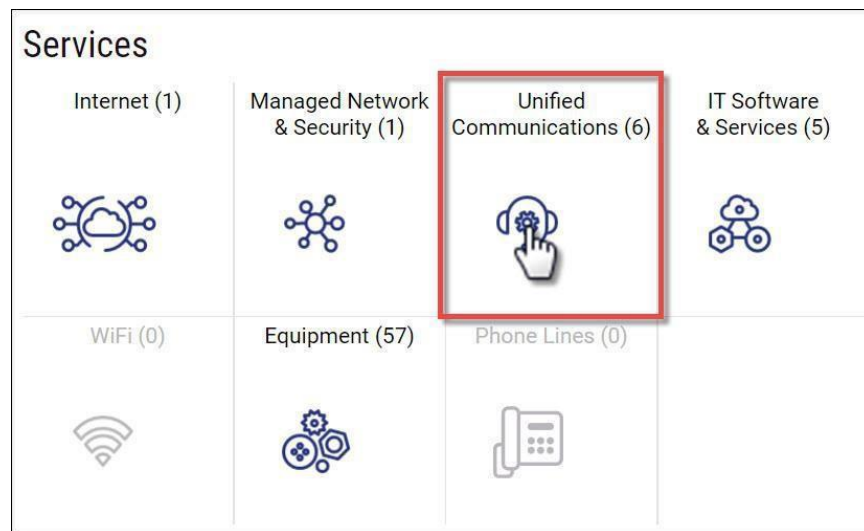 Services
Internet (1)
Managed Network
& Security (1)
Unified
Communications (6)
IT Software
& Services (5)
WiFi (0)
Equipment (57)
Phone Lines (0)